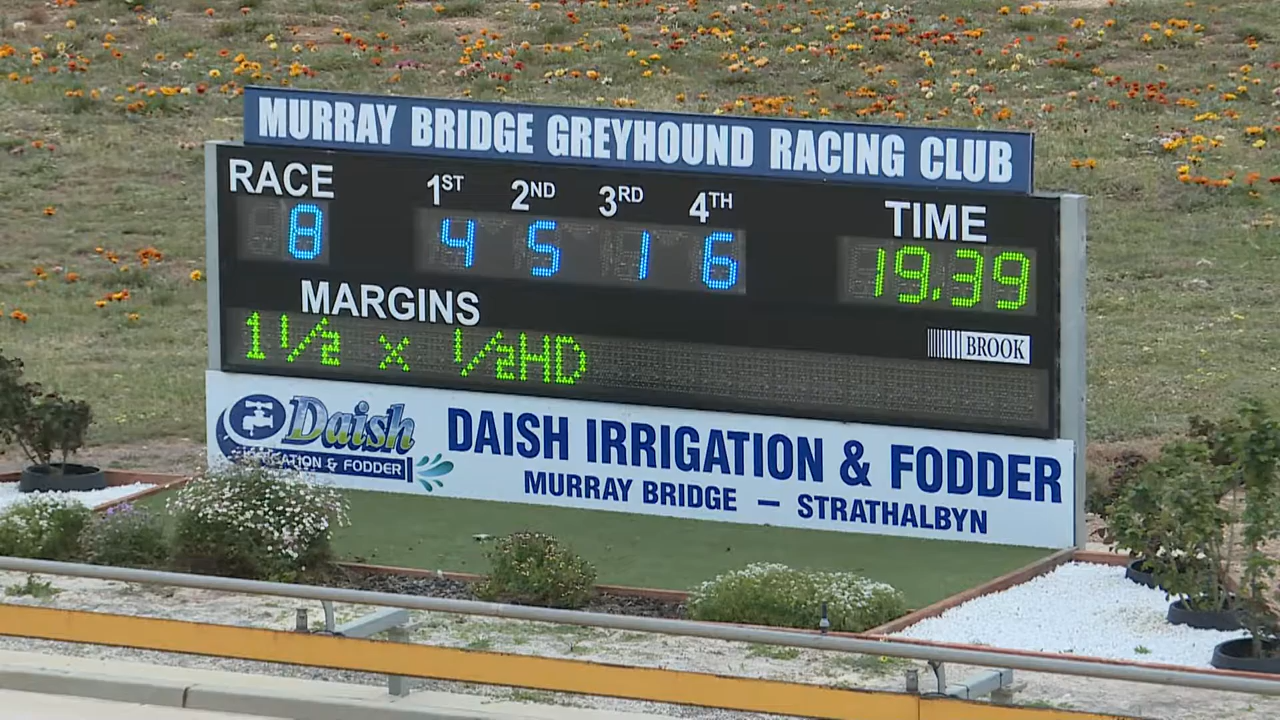 MURRAY BRIDGE GREYHOUND RACING CLUB
RACE 1ST 2ND 3RD 4TH TIME
8 4 5 1 6 19.39
MARGINS
1 1/2 x 1/2HD
BROOK
Daish
IRRIGATION & FODDER
DAISH IRRIGATION & FODDER
MURRAY BRIDGE — STRATHALBYN